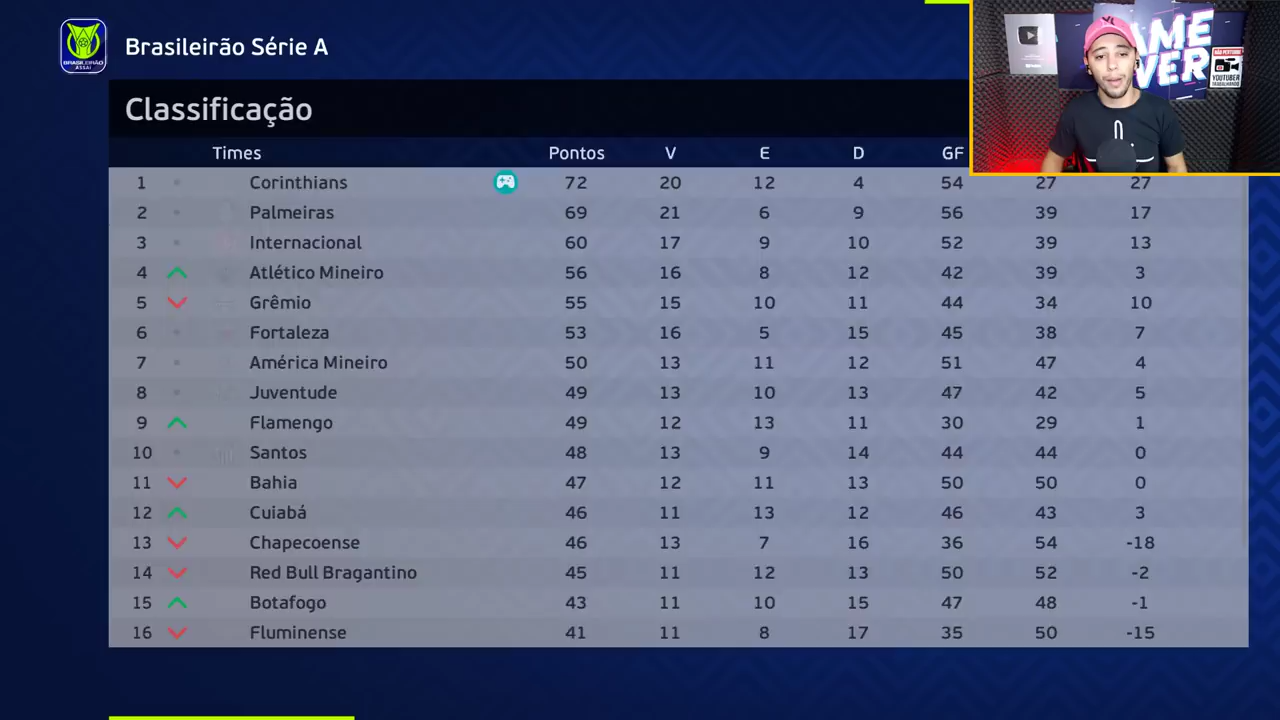 Brasileirão Série A
BRASILEIRÃO
ASSAÍ
Classificação
Times Pontos V E D GF
1 Corinthians 72 20 12 4 54 27 27
2 Palmeiras 69 21 6 9 56 39 17
3 Internacional 60 17 9 10 52 39 13
4 Atlético Mineiro 56 16 8 12 42 39 3
5 Grêmio 55 15 10 11 44 34 10
6 Fortaleza 53 16 5 15 45 38 7
7 América Mineiro 50 13 11 12 51 47 4
8 Juventude 49 13 10 13 47 42 5
9 Flamengo 49 12 13 11 30 29 1
10 Santos 48 13 9 14 44 44 0
11 Bahia 47 12 11 13 50 50 0
12 Cuiabá 46 11 13 12 46 43 3
13 Chapecoense 46 13 7 16 36 54 -18
14 Red Bull Bragantino 45 11 12 13 50 52 -2
15 Botafogo 43 11 10 15 47 48 -1
16 Fluminense 41 11 8 17 35 50 -15
NÃO PERTURBE
YOUTUBER
TRABALHANDO